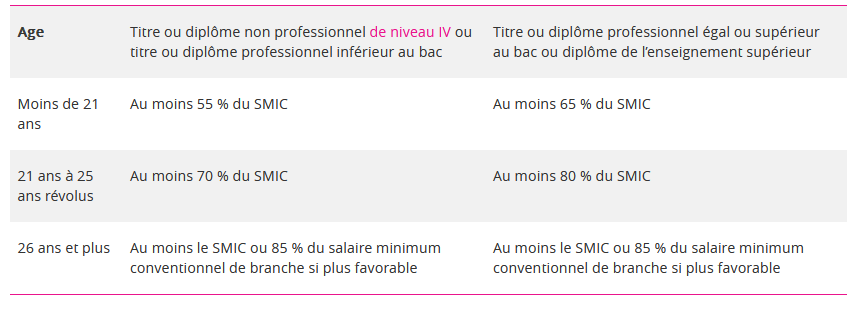 Age
Titre ou diplôme non professionnel de niveau IV ou
titre ou diplôme professionnel inférieur au bac
Titre ou diplôme professionnel égal ou supérieur
au bac ou diplôme de l’enseignement supérieur
Moins de 21
ans
Au moins 55 % du SMIC
Au moins 65 % du SMIC
21 ans à 25
ans révolus
Au moins 70 % du SMIC
Au moins 80 % du SMIC
26 ans et plus
Au moins le SMIC ou 85 % du salaire minimum
conventionnel de branche si plus favorable
Au moins le SMIC ou 85 % du salaire minimum
conventionnel de branche si plus favorable